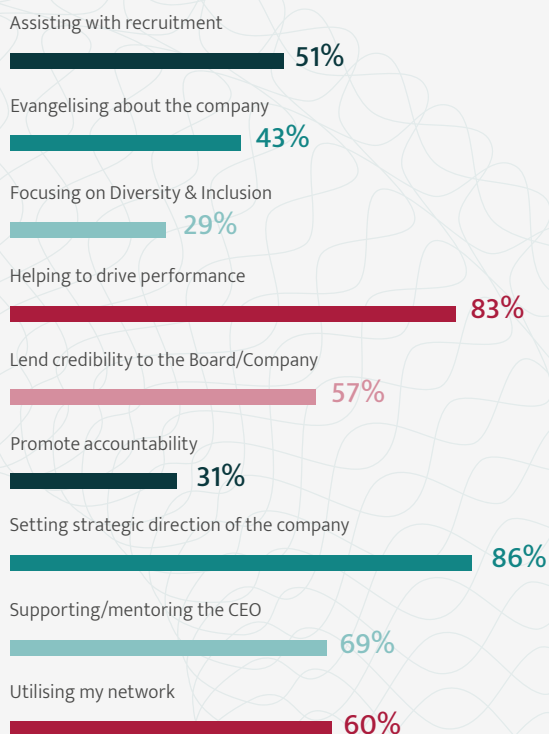 Assisting with recruitment
51%
Evangelising about the company
43%
Focusing on Diversity & Inclusion
29%
Helping to drive performance
83%
Lend credibility to the Board/Company
57%
Promote accountability
31%
Setting strategic direction of the company
86%
Supporting/mentoring the CEO
69%
Utilising my network
60%